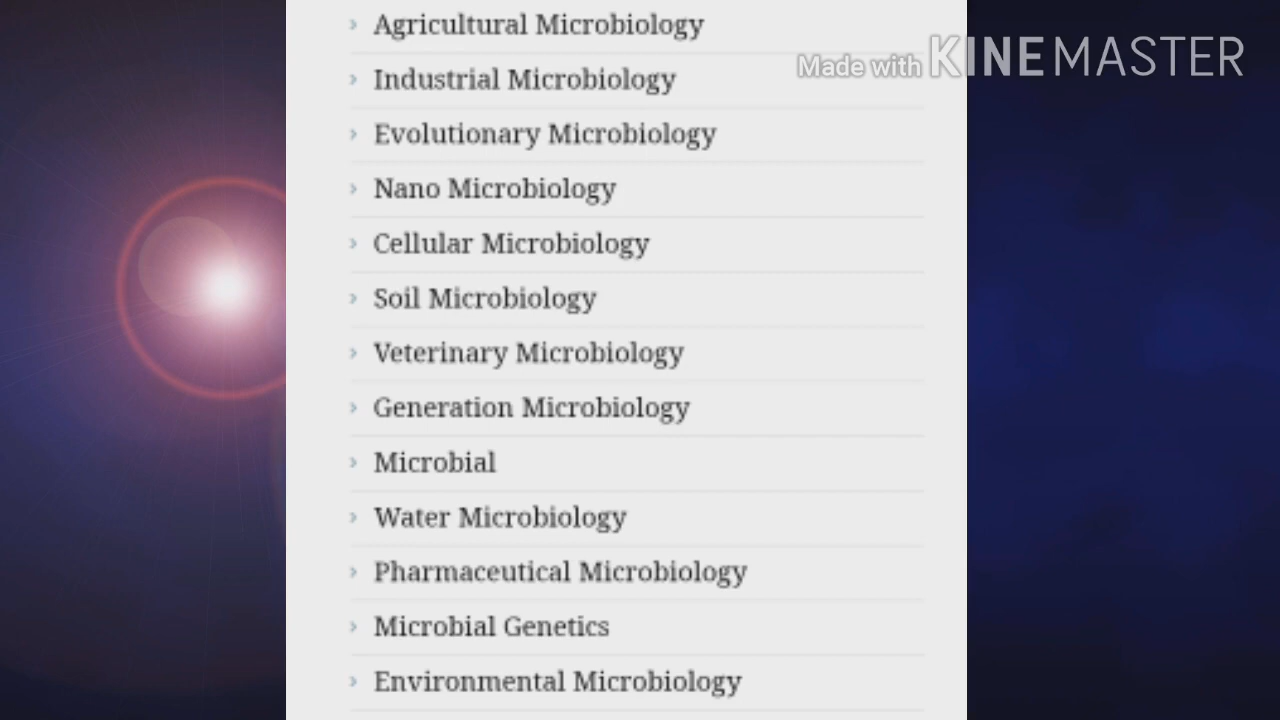 Agricultural Microbiology
Made with KINEMASTER
Industrial Microbiology
Evolutionary Microbiology
Nano Microbiology
Cellular Microbiology
Soil Microbiology
Veterinary Microbiology
Generation Microbiology
Microbial
Water Microbiology
Pharmaceutical Microbiology
Microbial Genetics
Environmental Microbiology